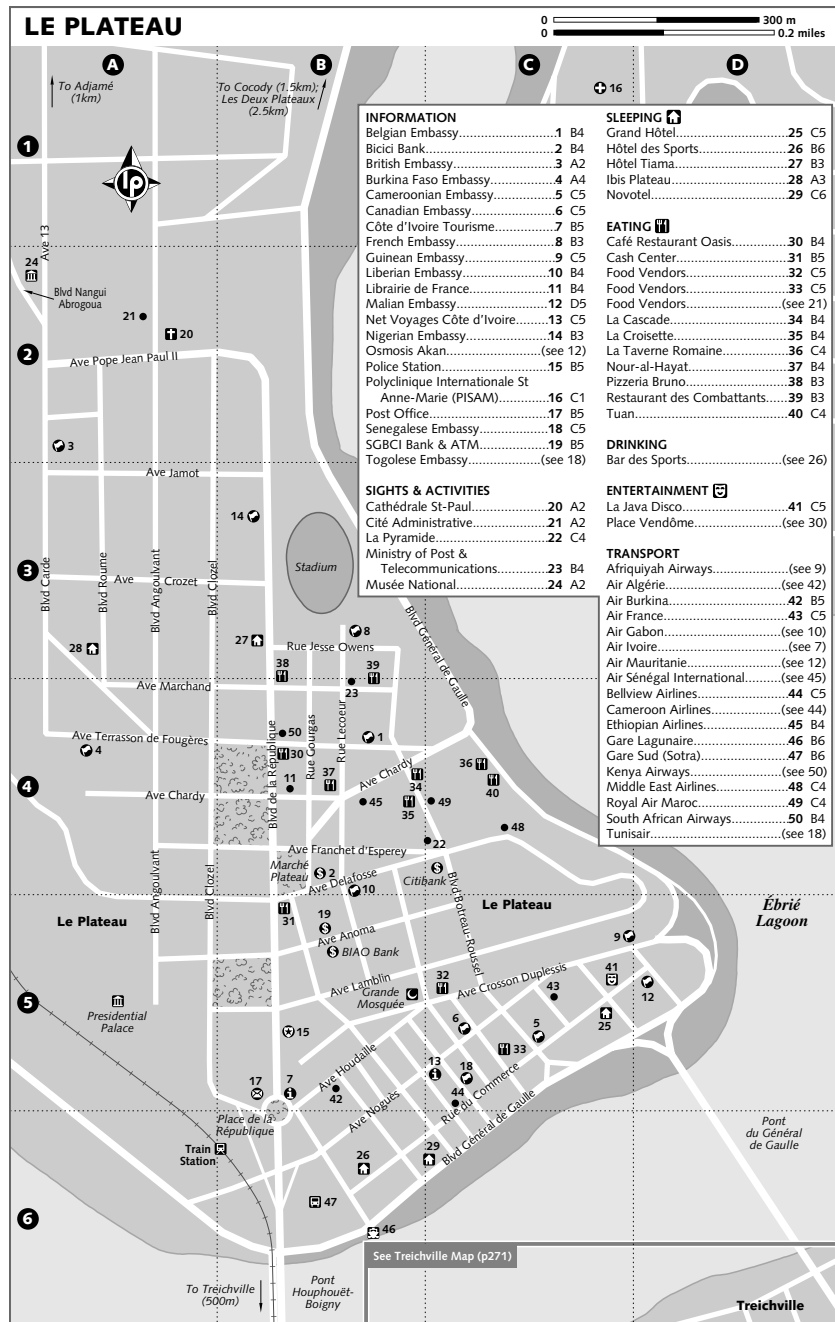 LE PLATEAU
0 300 m
0 0.2 miles
A
B
C
D
To Adjamé
(1km)
To Cocody (1.5km);
Les Deux Plateaux
(2.5km)
16
1
lp
INFORMATION
Belgian Embassy 1 B4
Bicici Bank 2 B4
British Embassy 3 A2
Burkina Faso Embassy 4 A4
Cameroonian Embassy 5 C5
Canadian Embassy 6 C5
Côte d'Ivoire Tourisme 7 B5
French Embassy 8 B3
Guinean Embassy 9 C5
Liberian Embassy 10 B4
Librairie de France 11 B4
Malian Embassy 12 D5
Net Voyages Côte d'Ivoire 13 C5
Nigerian Embassy 14 B3
Osmosis Akan (see 12)
Police Station 15 B5
Polyclinique Internationale St
Anne-Marie (PISAM) 16 C1
Post Office 17 B5
Senegalese Embassy 18 C5
SGBCI Bank & ATM 19 B5
Togolese Embassy (see 18)
SIGHTS & ACTIVITIES
Cathédrale St-Paul 20 A2
Cité Administrative 21 A2
La Pyramide 22 C4
Ministry of Post &
Telecommunications 23 B4
Musée National 24 A2
SLEEPING
Grand Hôtel 25 C5
Hôtel des Sports 26 B6
Hôtel Tiama 27 B3
Ibis Plateau 28 A3
Novotel 29 C6
EATING
Café Restaurant Oasis 30 B4
Cash Center 31 B5
Food Vendors 32 C5
Food Vendors 33 C5
Food Vendors (see 21)
La Cascade 34 B4
La Croisette 35 B4
La Taverne Romaine 36 C4
Nour-al-Hayat 37 B4
Pizzeria Bruno 38 B3
Restaurant des Combattants 39 B3
Tuan 40 C4
DRINKING
Bar des Sports (see 26)
ENTERTAINMENT
La Java Disco 41 C5
Place Vendôme (see 30)
TRANSPORT
Afriquiyah Airways (see 9)
Air Algérie (see 42)
Air Burkina 42 B5
Air France 43 C5
Air Gabon (see 10)
Air Ivoire (see 7)
Air Mauritanie (see 12)
Air Sénégal International (see 45)
Bellview Airlines 44 C5
Cameroon Airlines (see 44)
Ethiopian Airlines 45 B4
Gare Lagunaire 46 B6
Gare Sud (Sotra) 47 B6
Kenya Airways (see 50)
Middle East Airlines 48 C4
Royal Air Maroc 49 C4
South African Airways 50 B4
Tunisair (see 18)
Ave 13
24
Blvd Nangui
Abrogoua
21
20
2
Ave Pope Jean Paul II
3
Ave Jamot
14
Stadium
3
Blvd Carde
Blvd Roume
Blvd Angoulvant
Blvd Clozel
Ave Crozet
8
27
28
Rue Jesse Owens
Blvd Général de Gaulle
38
39
23
Ave Marchand
50
Ave Terrasson de Fougères
1
4
30
Blvd de la République
Rue Gourgas
Rue Lecoeur
Ave Chardy
36
37
34
40
4
11
Ave Chardy
45
35
49
48
22
Ave Franchet d'Esperey
Marché
Plateau
2
Citibank
Ave Delafosse
10
Blvd Angoulvant
Blvd Clozel
Blvd Botreau-Roussel
Le Plateau
31
19
Ave Anoma
Le Plateau
Ébrié
Lagoon
BIAO Bank
9
Ave Lamblin
Ave Crosson Duplessis
32
43
41
12
Grande
Mosquée
5
Presidential
Palace
15
6
5
25
33
Ave Houdaille
13
18
17
7
42
44
Rue du Commerce
Ave Noguès
Place de la
République
Blvd Général de Gaulle
Pont
du Général
de Gaulle
Train
Station
26
29
47
6
46
See Treichville Map (p271)
To Treichville
(500m)
Pont
Houphouët-
Boigny
Treichville